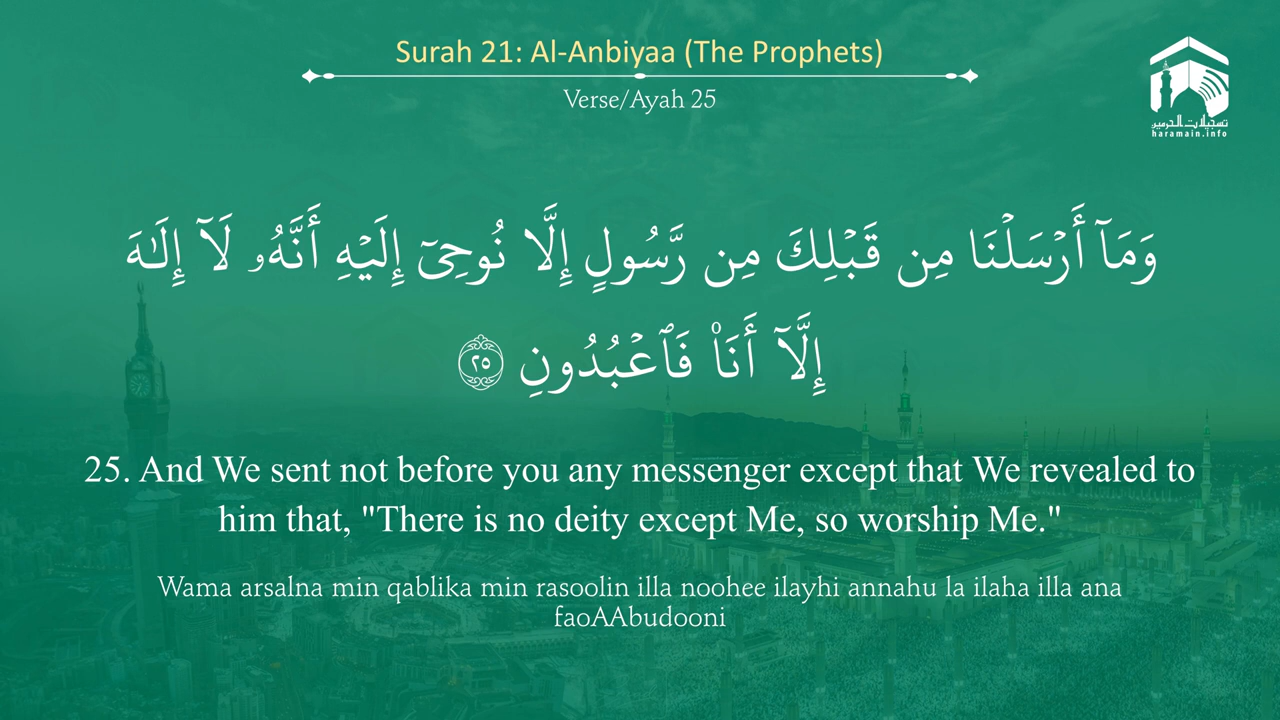 Surah 21: Al-Anbiyaa (The Prophets)
Verse/Ayah 25
تسجيلات الحرمين
haramain.info
وَمَآ أَرْسَلْنَا مِن قَبْلِكَ مِن رَّسُولٍ إِلَّا نُوحِىٓ إِلَيْهِ أَنَّهُۥ لَآ إِلَـٰهَ
إِلَّآ أَنَا۠ فَٱعْبُدُونِ ٢٥
25. And We sent not before you any messenger except that We revealed to
him that, "There is no deity except Me, so worship Me."
Wama arsalna min qablika min rasoolin illa noohee ilayhi annahu la ilaha illa ana
faoAAbudooni